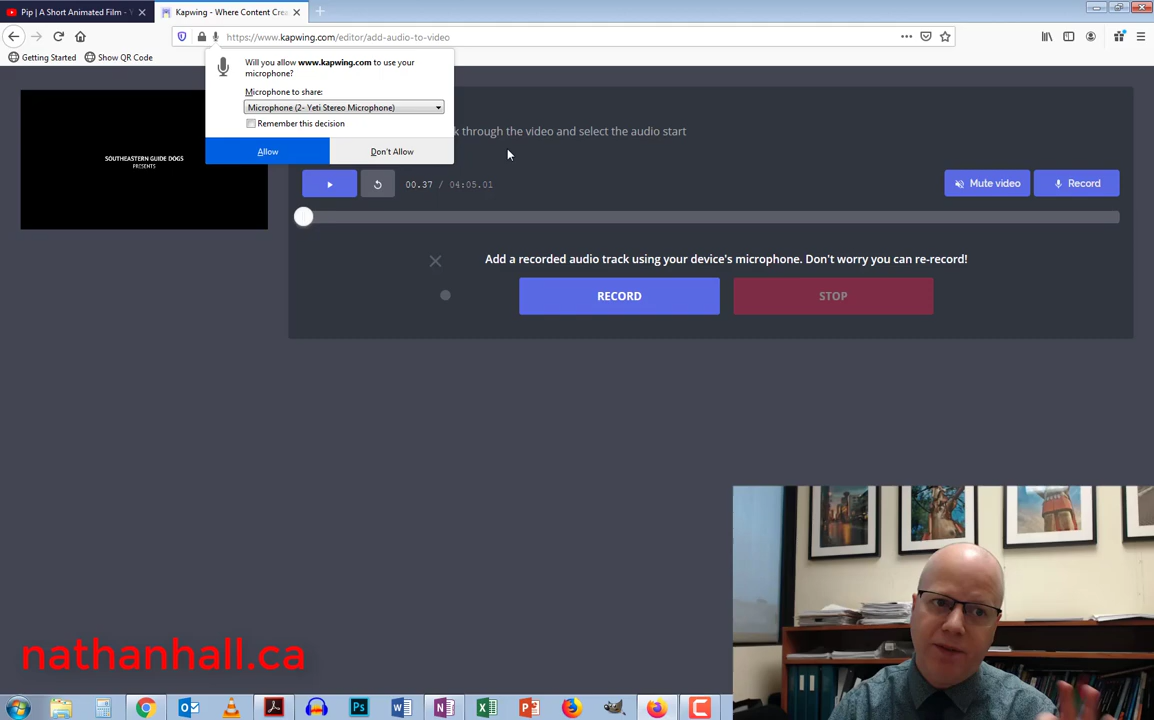 Pip | A Short Animated Film - Y
Kapwing - Where Content Crea
https://www.kapwing.com/editor/add-audio-to-video
Getting Started
Show QR Code
Will you allow www.kapwing.com to use your
microphone?
Microphone to share:
Microphone (2- Yeti Stereo Microphone)
Remember this decision
Allow
Don't Allow
SOUTHEASTERN GUIDE DOGS
PRESENTS
k through the video and select the audio start
00.37 / 04:05.01
Mute video
Record
Add a recorded audio track using your device's microphone. Don't worry you can re-record!
RECORD
STOP
nathanhall.ca